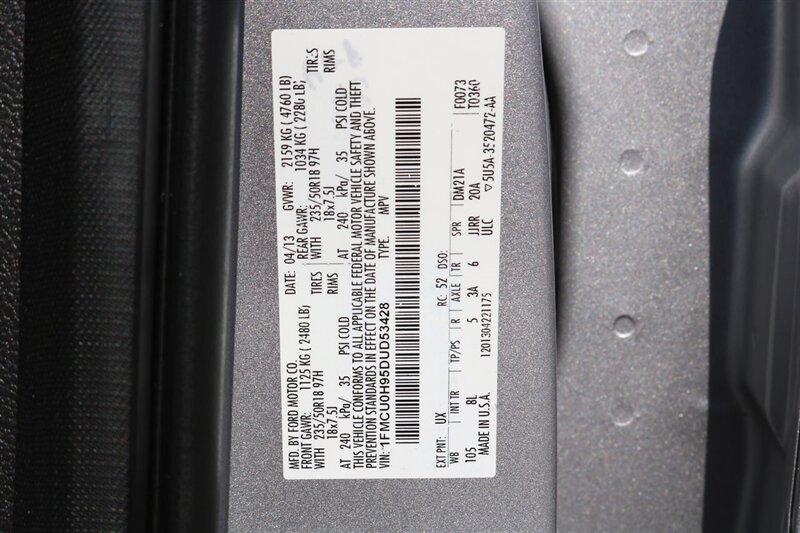 MFD. BY FORD MOTOR CO. DATE: 04/13 GVWR: 2159 KG ( 4760 LB)
FRONT GAWR: 1125 KG ( 2480 LB) REAR GAWR: 1034 KG ( 2280 LB)
WITH 235/50R18 97H TIRES WITH 235/50R18 97H TIRES
18x7.5J RIMS 18x7.5J RIMS
AT 240 kPa/ 35 PSI COLD AT 240 kPa/ 35 PSI COLD
THIS VEHICLE CONFORMS TO ALL APPLICABLE FEDERAL MOTOR VEHICLE SAFETY AND THEFT
PREVENTION STANDARDS IN EFFECT ON THE DATE OF MANUFACTURE SHOWN ABOVE.
VIN: 1FMCU0H95DUD53428 TYPE: MPV
EXT PNT: UX RC: 52 DSO: F0073
WB INT TR TP/PS R AXLE TR SPR DM21A T0360
105 8L 5 3A 6 JJRR 20A
MADE IN U.S.A. 1201304221175 ULC ▽5U5A-3520472-AA